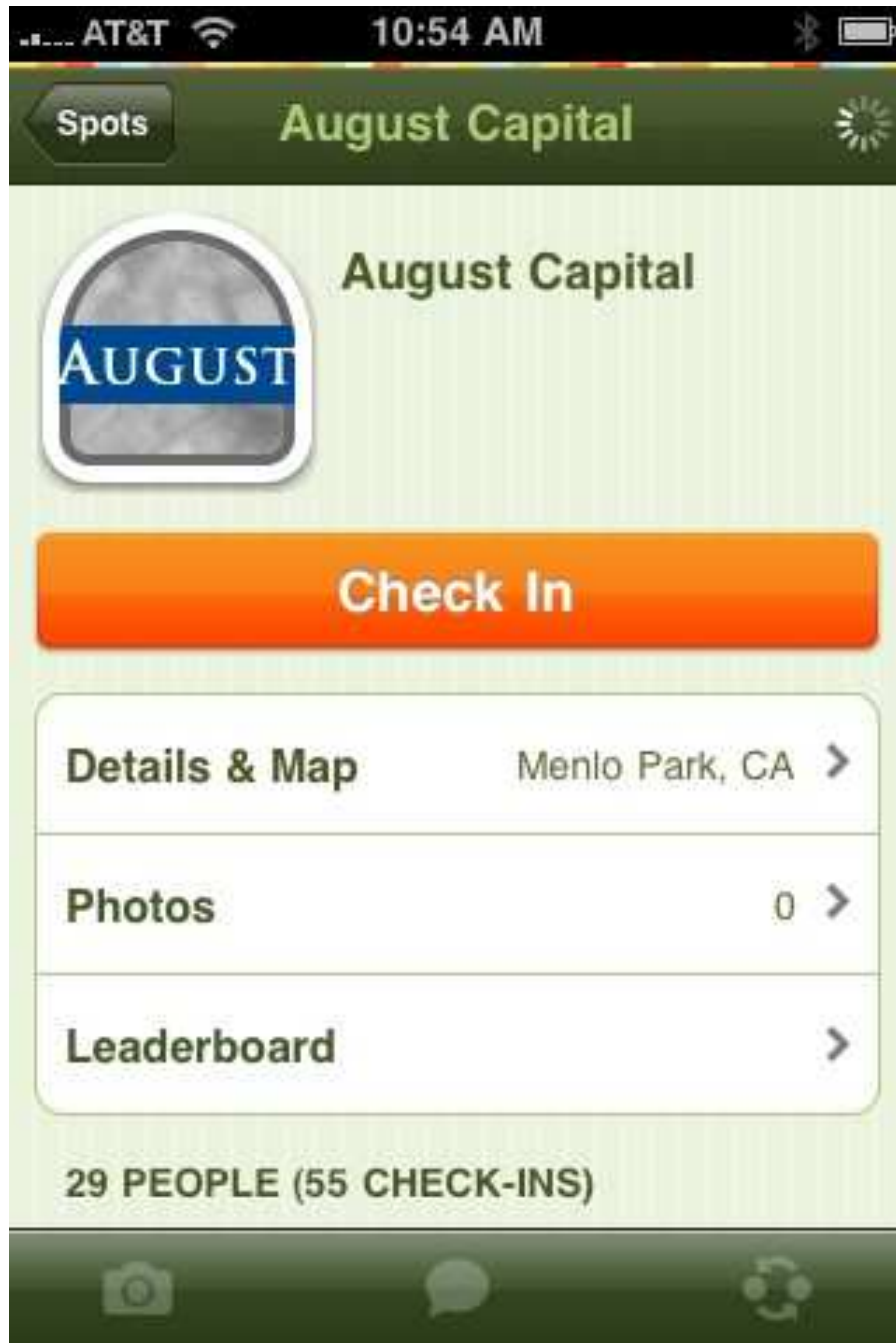 AT&T 10:54 AM
Spots August Capital
August Capital
AUGUST
Check In
Details & Map Menlo Park, CA
Photos 0
Leaderboard
29 PEOPLE (55 CHECK-INS)